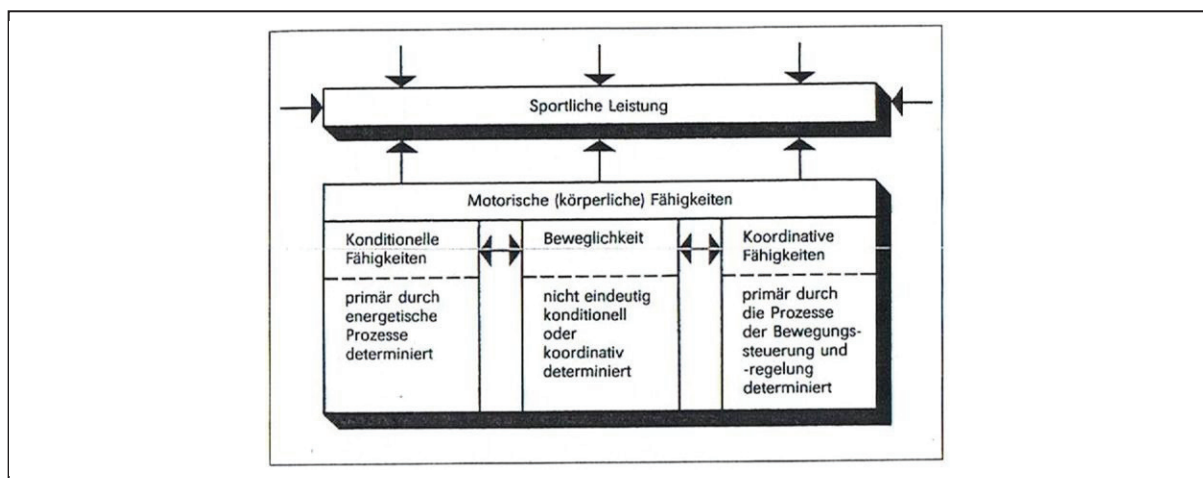 Sportliche Leistung
Motorische (körperliche) Fähigkeiten
Konditionelle
Fähigkeiten
primär durch
energetische
Prozesse
determiniert
Beweglichkeit
nicht eindeutig
konditionell
oder
koordinativ
determiniert
Koordinative
Fähigkeiten
primär durch
die Prozesse
der Bewegungs-
steuerung und
-regelung
determiniert